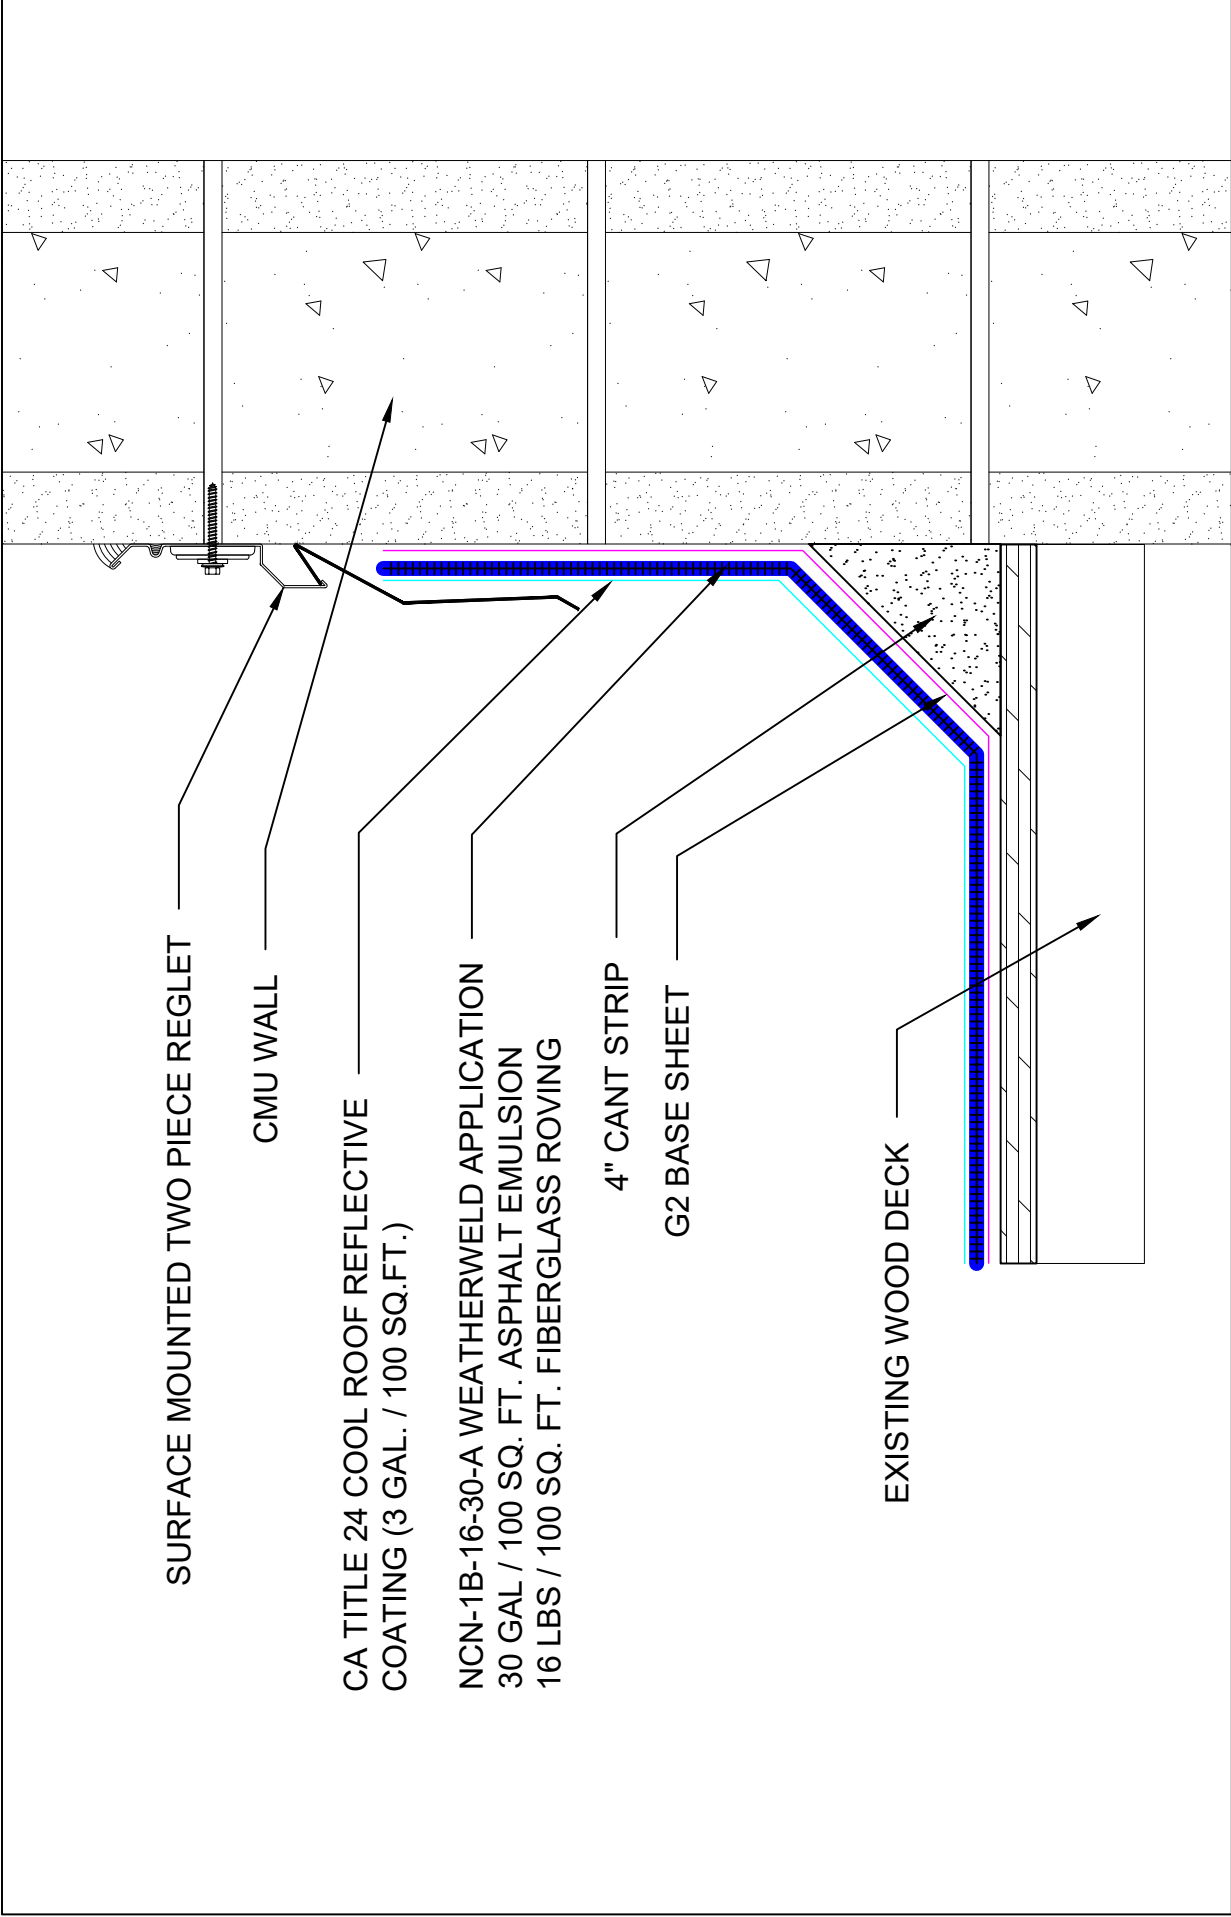 SURFACE MOUNTED TWO PIECE REGLET
CMU WALL
CA TITLE 24 COOL ROOF REFLECTIVE
COATING (3 GAL. / 100 SQ.FT.)
NCN-1B-16-30-A WEATHERWELD APPLICATION
30 GAL / 100 SQ. FT. ASPHALT EMULSION
16 LBS / 100 SQ. FT. FIBERGLASS ROVING
4" CANT STRIP
G2 BASE SHEET
EXISTING WOOD DECK